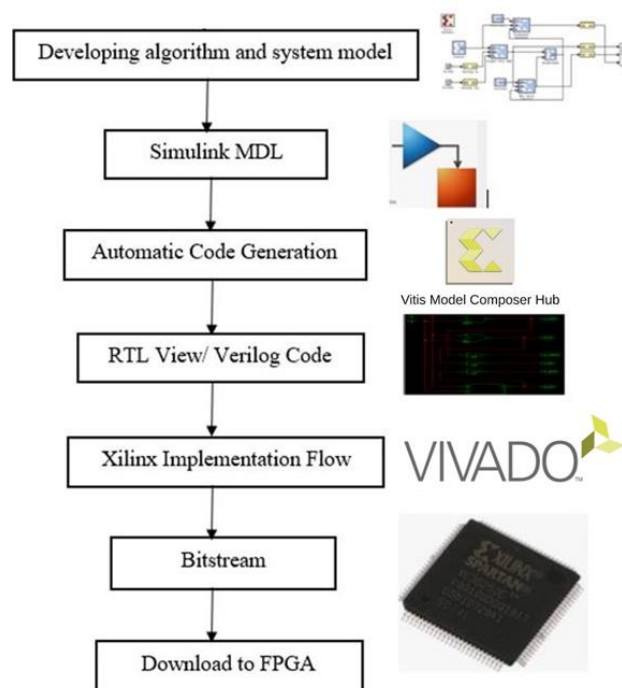 Developing algorithm and system model
Simulink MDL
Automatic Code Generation
Vitis Model Composer Hub
RTL View/ Verilog Code
Xilinx Implementation Flow
VIVADO
TM
Bitstream
XILINX
SPARTAN
Download to FPGA